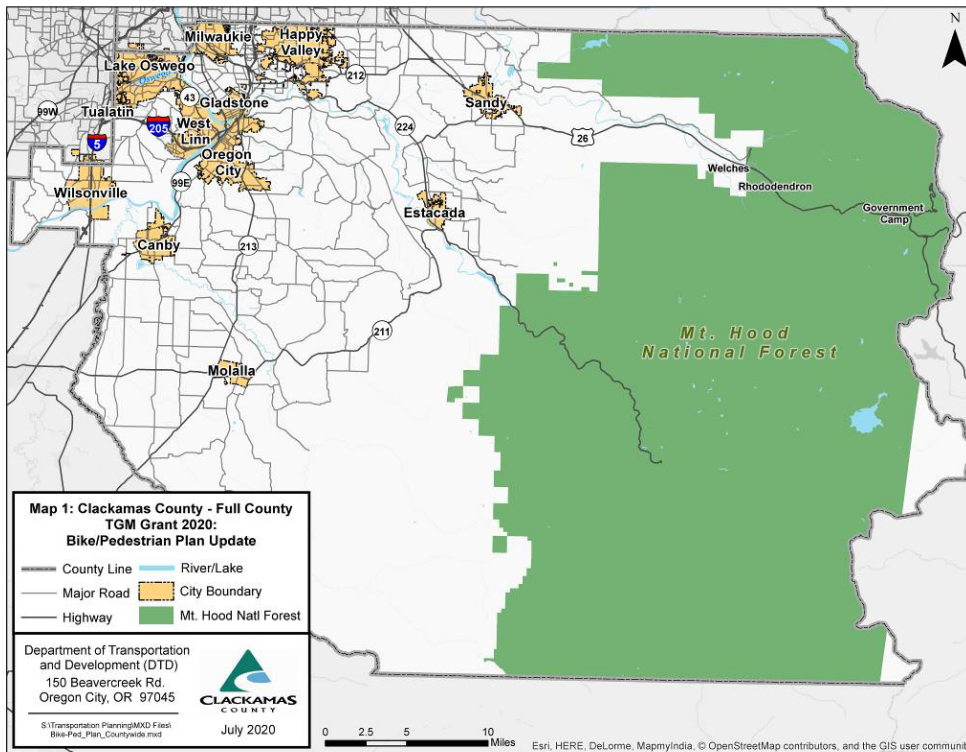 N
Milwaukie
Happy
Valley
Lake Oswego
Oswego
212
43
Gladstone
Sandy
99W
Tualatin
205
West
Linn
224
26
5
Oregon
City
Welches
Rhododendron
Wilsonville
99E
Estacada
Government
Camp
Canby
213
211
Mt. Hood
National Forest
Molalla
Map 1: Clackamas County - Full County
TGM Grant 2020:
Bike/Pedestrian Plan Update
County Line
River/Lake
Major Road
City Boundary
Highway
Mt. Hood Natl Forest
Department of Transportation
and Development (DTD)
150 Beavercreek Rd.
Oregon City, OR 97045
S:\Transportation Planning\MXD Files\
Bike-Ped_Plan_Countywide.mxd
CLACKAMAS
COUNTY
July 2020
0 2.5 5 10
Miles
Esri, HERE, DeLorme, MapmyIndia, © OpenStreetMap contributors, and the GIS user communit